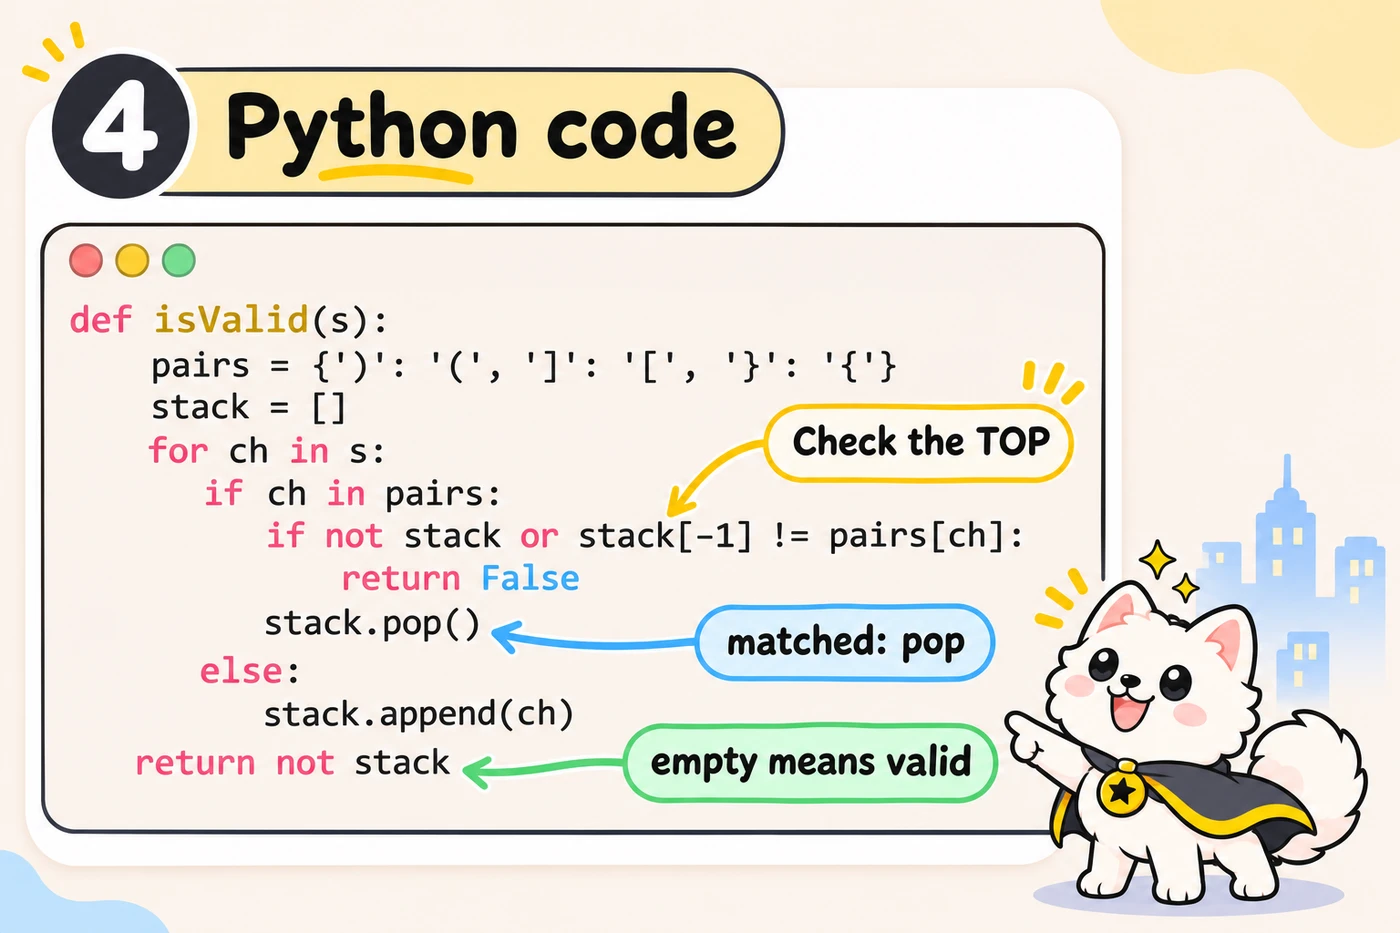 4 Python code
def isValid(s):
    pairs = {')': '(', ']': '[', '}': '{'}
    stack = []
    for ch in s:
        if ch in pairs:
            if not stack or stack[-1] != pairs[ch]:
                return False
            stack.pop()
        else:
            stack.append(ch)
    return not stack
Check the TOP
matched: pop
empty means valid